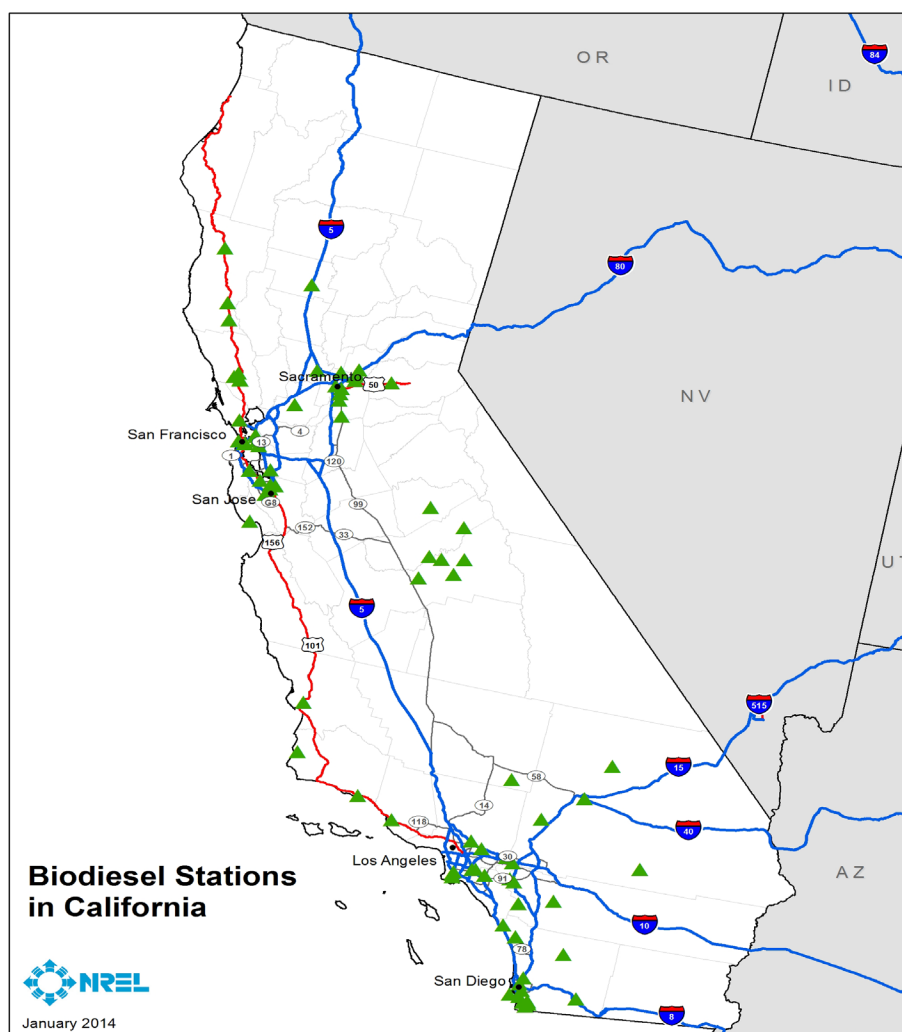 OR
ID
84
5
80
NV
Sacramento
50
San Francisco
13
4
1
120
San Jose
G8
99
152
33
156
UT
5
101
515
15
58
14
118
40
Los Angeles
30
91
AZ
Biodiesel Stations
in California
10
78
San Diego
8
NREL
January 2014